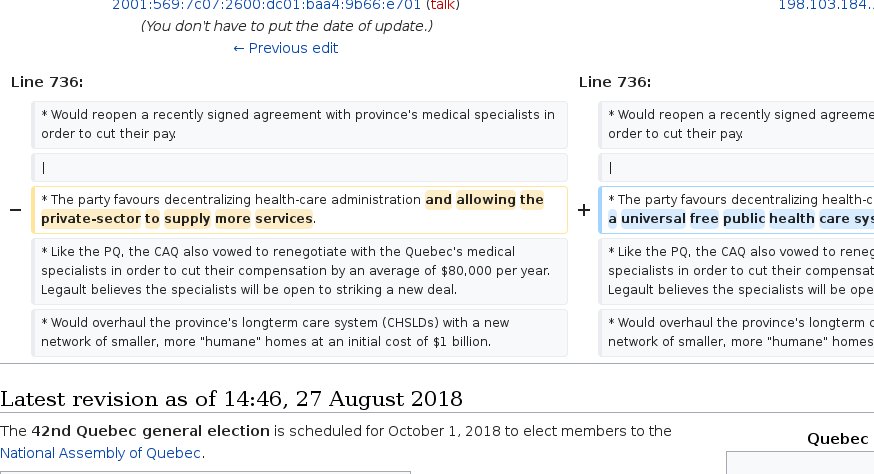 2001:569:7c07:2600:dc01:baa4:9b66:e701 (talk)
(You don't have to put the date of update.)
← Previous edit
198.103.184...
Line 736:
* Would reopen a recently signed agreement with province's medical specialists in
order to cut their pay.
|
− * The party favours decentralizing health-care administration and allowing the
private-sector to supply more services.
* Like the PQ, the CAQ also vowed to renegotiate with the Quebec's medical
specialists in order to cut their compensation by an average of $80,000 per year.
Legault believes the specialists will be open to striking a new deal.
* Would overhaul the province's longterm care system (CHSLDs) with a new
network of smaller, more "humane" homes at an initial cost of $1 billion.
Line 736:
* Would reopen a recently signed agreeme
order to cut their pay.
|
+ * The party favours decentralizing health-c
a universal free public health care sys
* Like the PQ, the CAQ also vowed to reneg
specialists in order to cut their compensat
Legault believes the specialists will be ope
* Would overhaul the province's longterm c
network of smaller, more "humane" homes
Latest revision as of 14:46, 27 August 2018
The 42nd Quebec general election is scheduled for October 1, 2018 to elect members to the
National Assembly of Quebec.
Quebec